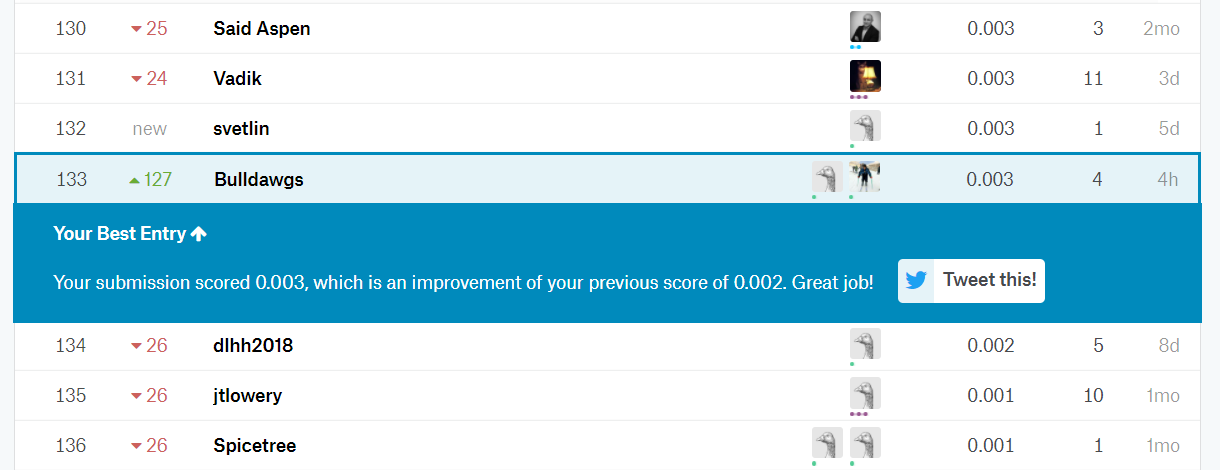 130 25 Said Aspen 0.003 3 2mo
131 24 Vadik 0.003 11 3d
132 new svetlin 0.003 1 5d
133 127 Bulldawgs 0.003 4 4h
Your Best Entry
Your submission scored 0.003, which is an improvement of your previous score of 0.002. Great job! Tweet this!
134 26 dlhh2018 0.002 5 8d
135 26 jtlowery 0.001 10 1mo
136 26 Spicetree 0.001 1 1mo